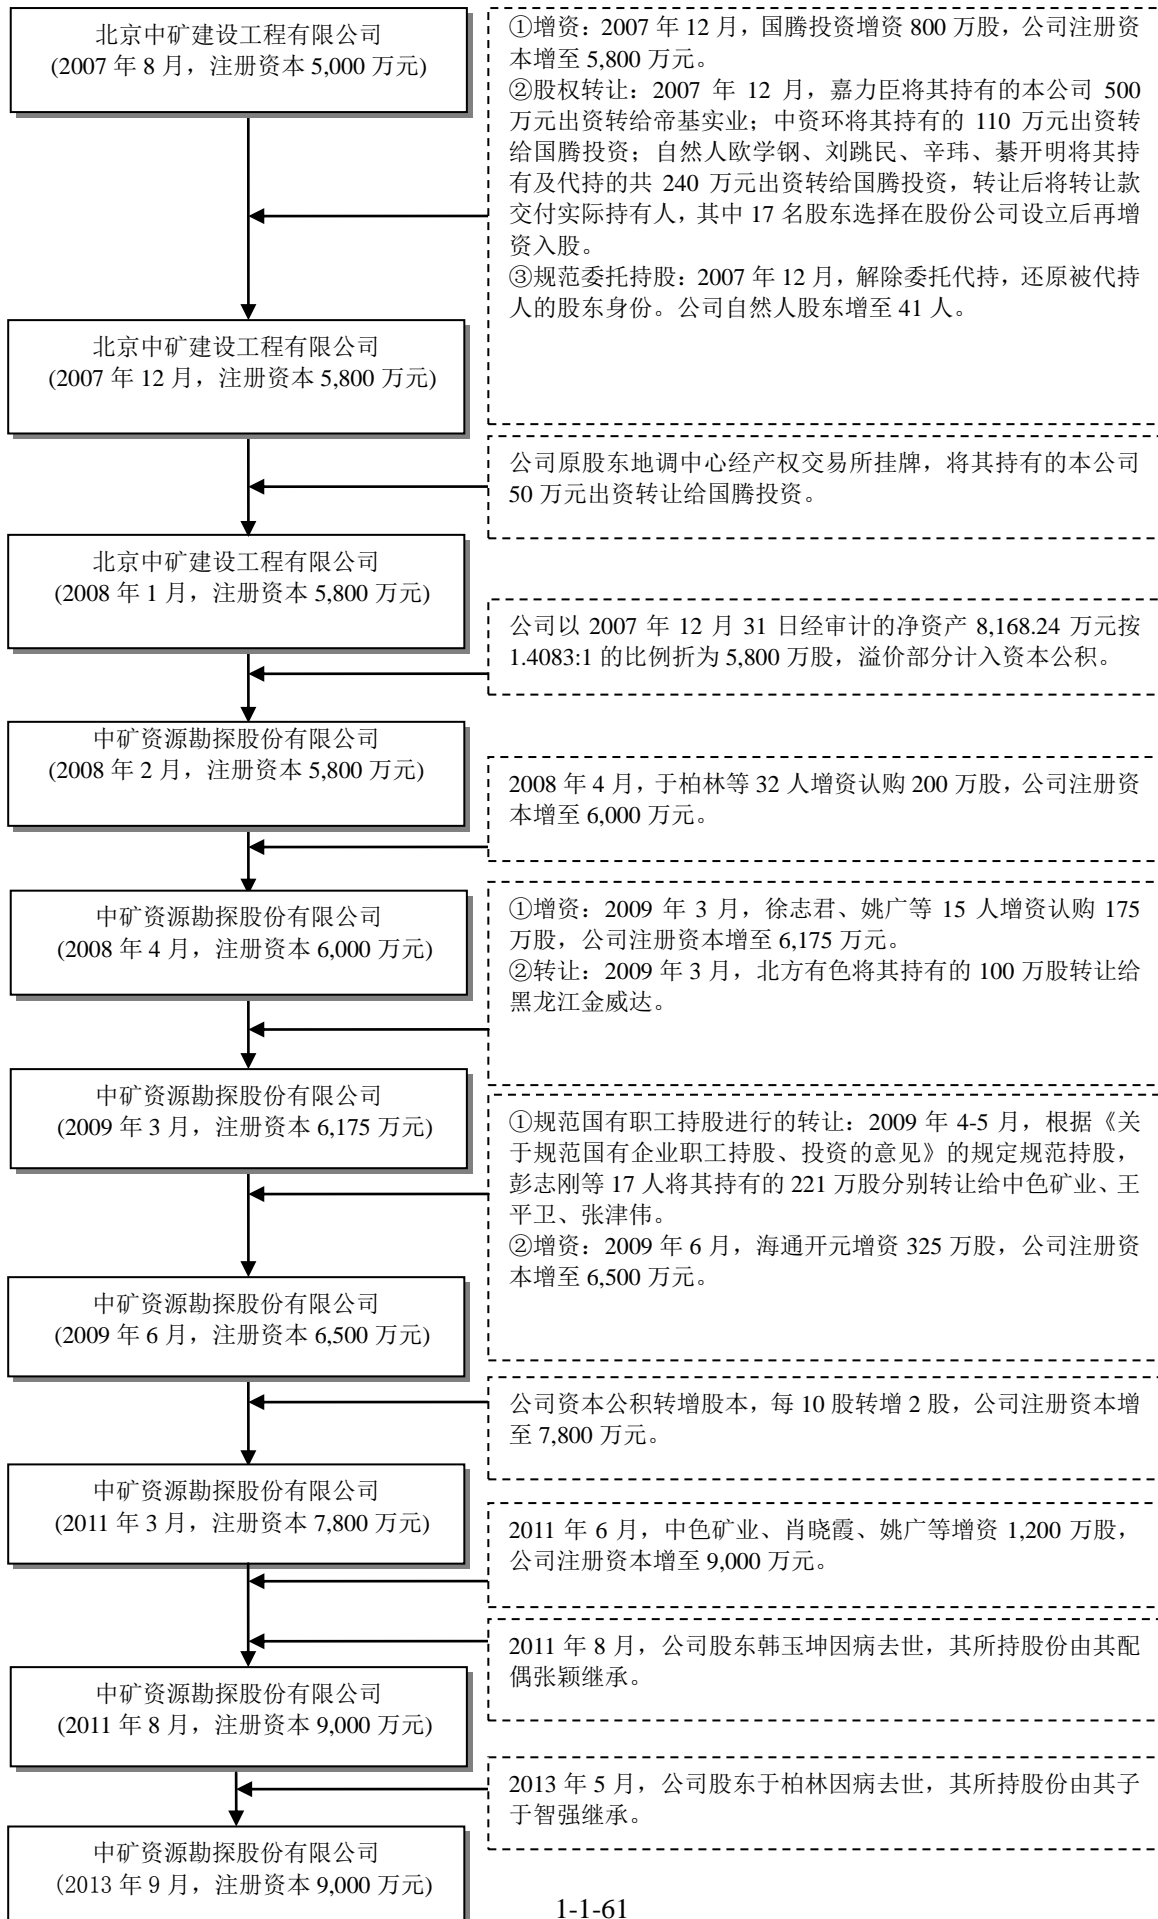 北京中矿建设工程有限公司
(2007 年 8 月，注册资本 5,000 万元)
①增资：2007 年 12 月，国腾投资增资 800 万股，公司注册资
本增至 5,800 万元。
②股权转让：2007 年 12 月，嘉力臣将其持有的本公司 500
万元出资转给帝基实业；中资环将其持有的 110 万元出资转
给国腾投资；自然人欧学钢、刘跳民、辛玮、綦开明将其持
有及代持的共 240 万元出资转给国腾投资，转让后将转让款
交付实际持有人，其中 17 名股东选择在股份公司设立后再增
资入股。
③规范委托持股：2007 年 12 月，解除委托代持，还原被代持
人的股东身份。公司自然人股东增至 41 人。
北京中矿建设工程有限公司
(2007 年 12 月，注册资本 5,800 万元)
公司原股东地调中心经产权交易所挂牌，将其持有的本公司
50 万元出资转让给国腾投资。
北京中矿建设工程有限公司
(2008 年 1 月，注册资本 5,800 万元)
公司以 2007 年 12 月 31 日经审计的净资产 8,168.24 万元按
1.4083:1 的比例折为 5,800 万股，溢价部分计入资本公积。
中矿资源勘探股份有限公司
(2008 年 2 月，注册资本 5,800 万元)
2008 年 4 月，于柏林等 32 人增资认购 200 万股，公司注册资
本增至 6,000 万元。
中矿资源勘探股份有限公司
(2008 年 4 月，注册资本 6,000 万元)
①增资：2009 年 3 月，徐志君、姚广等 15 人增资认购 175
万股，公司注册资本增至 6,175 万元。
②转让：2009 年 3 月，北方有色将其持有的 100 万股转让给
黑龙江金威达。
中矿资源勘探股份有限公司
(2009 年 3 月，注册资本 6,175 万元)
①规范国有职工持股进行的转让：2009 年 4-5 月，根据《关
于规范国有企业职工持股、投资的意见》的规定规范持股，
彭志刚等 17 人将其持有的 221 万股分别转让给中色矿业、王
平卫、张津伟。
②增资：2009 年 6 月，海通开元增资 325 万股，公司注册资
本增至 6,500 万元。
中矿资源勘探股份有限公司
(2009 年 6 月，注册资本 6,500 万元)
公司资本公积转增股本，每 10 股转增 2 股，公司注册资本增
至 7,800 万元。
中矿资源勘探股份有限公司
(2011 年 3 月，注册资本 7,800 万元)
2011 年 6 月，中色矿业、肖晓霞、姚广等增资 1,200 万股，
公司注册资本增至 9,000 万元。
2011 年 8 月，公司股东韩玉坤因病去世，其所持股份由其配
偶张颖继承。
中矿资源勘探股份有限公司
(2011 年 8 月，注册资本 9,000 万元)
2013 年 5 月，公司股东于柏林因病去世，其所持股份由其子
于智强继承。
中矿资源勘探股份有限公司
(2013 年 9 月，注册资本 9,000 万元)
1-1-61